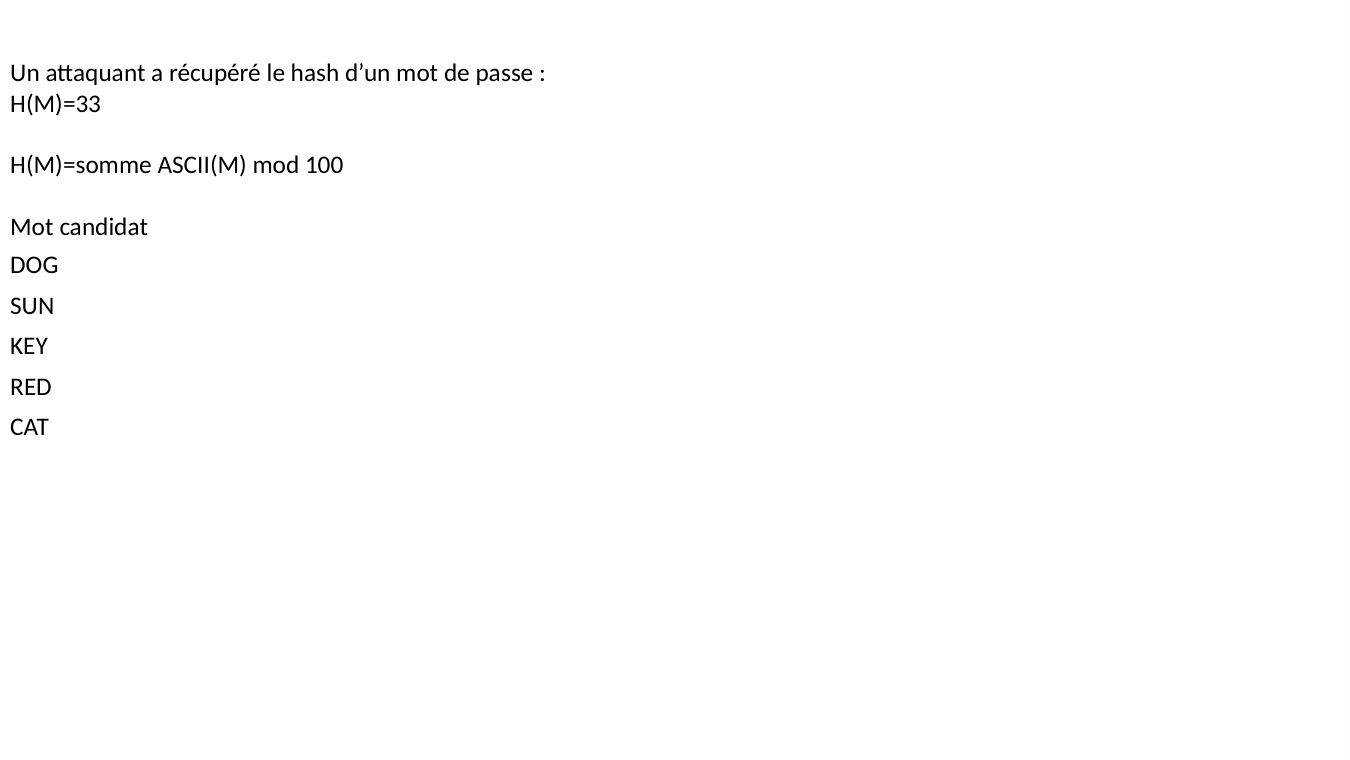 Un attaquant a récupéré le hash d’un mot de passe :
H(M)=33
H(M)=somme ASCII(M) mod 100
Mot candidat
DOG
SUN
KEY
RED
CAT